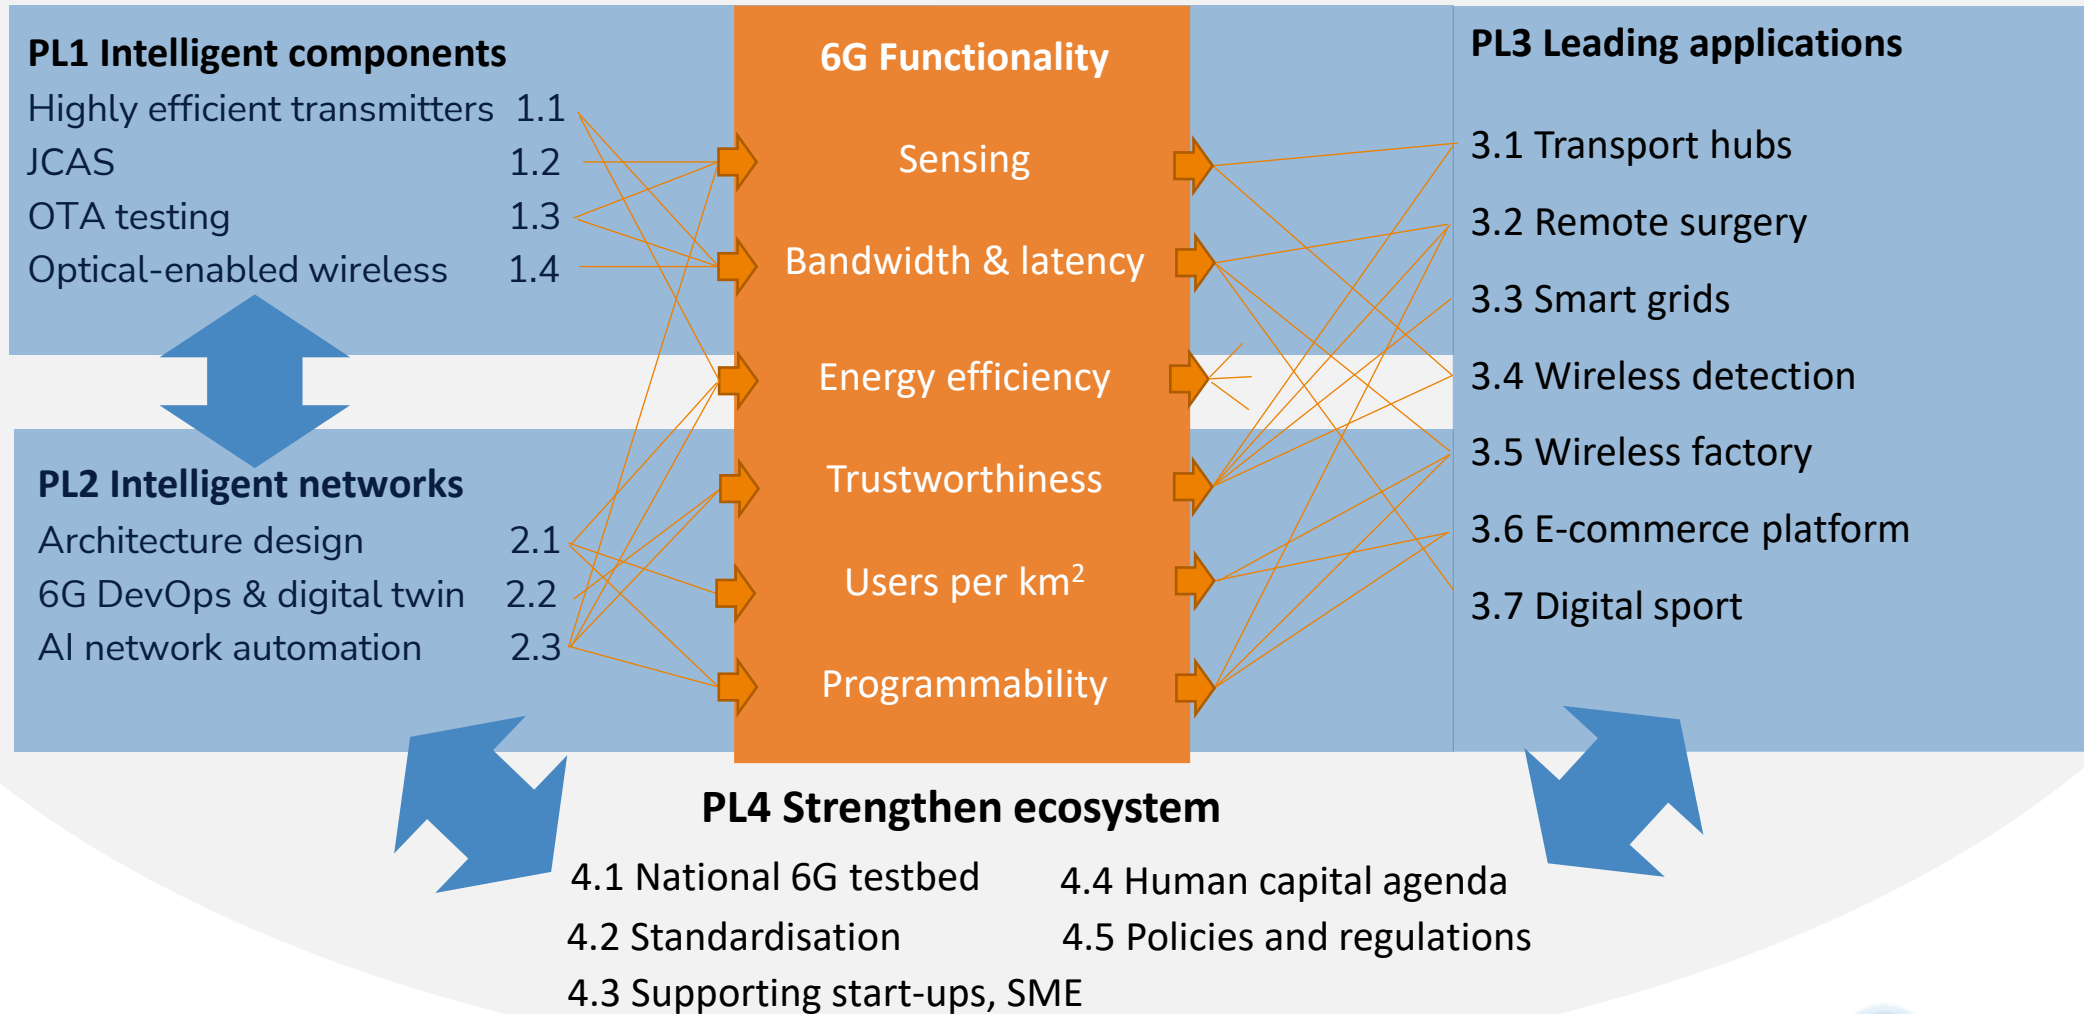 PL1 Intelligent components
Highly efficient transmitters 1.1
JCAS 1.2
OTA testing 1.3
Optical-enabled wireless 1.4
PL2 Intelligent networks
Architecture design 2.1
6G DevOps & digital twin 2.2
AI network automation 2.3
6G Functionality
Sensing
Bandwidth & latency
Energy efficiency
Trustworthiness
Users per km²
Programmability
PL3 Leading applications
3.1 Transport hubs
3.2 Remote surgery
3.3 Smart grids
3.4 Wireless detection
3.5 Wireless factory
3.6 E-commerce platform
3.7 Digital sport
PL4 Strengthen ecosystem
4.1 National 6G testbed
4.2 Standardisation
4.3 Supporting start-ups, SME
4.4 Human capital agenda
4.5 Policies and regulations